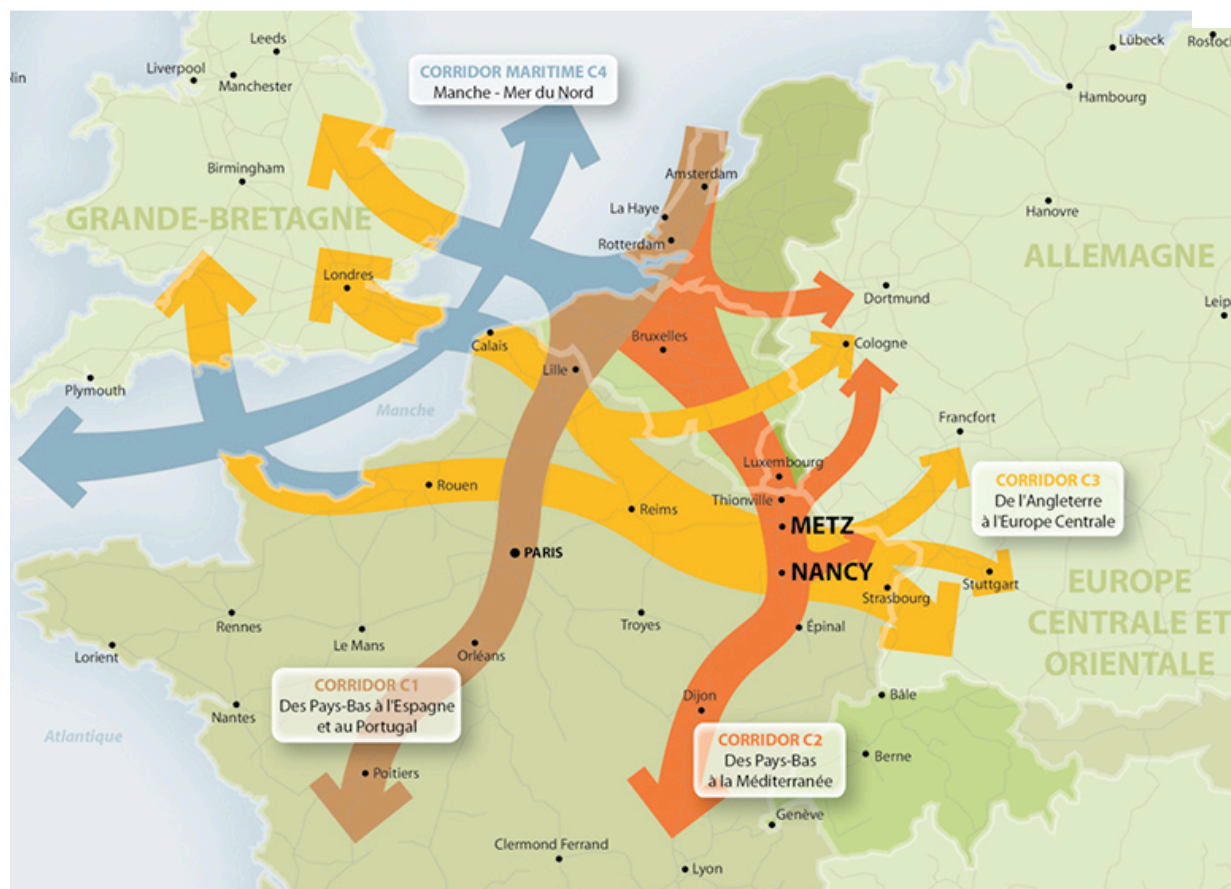 Leeds
Lübeck
Rostoc
Liverpool
lin
Manchester
CORRIDOR MARITIME C4
Manche - Mer du Nord
Hambourg
Birmingham
Amsterdam
GRANDE-BRETAGNE
La Haye
Hanovre
Rotterdam
ALLEMAGNE
Londres
Dortmund
Leip
Calais
Bruxelles
Cologne
Plymouth
Lille
Manche
Francfort
Luxembourg
CORRIDOR C3
De l'Angleterre
à l'Europe Centrale
Rouen
Thionville
Reims
METZ
PARIS
NANCY
Stuttgart
Strasbourg
EUROPE
CENTRALE ET
ORIENTALE
Rennes
Troyes
Épinal
Lorient
Le Mans
Orléans
CORRIDOR C1
Des Pays-Bas à l'Espagne
et au Portugal
Dijon
Bâle
Nantes
Atlantique
CORRIDOR C2
Des Pays-Bas
à la Méditerranée
Berne
Poitiers
Genève
Clermond Ferrand
Lyon